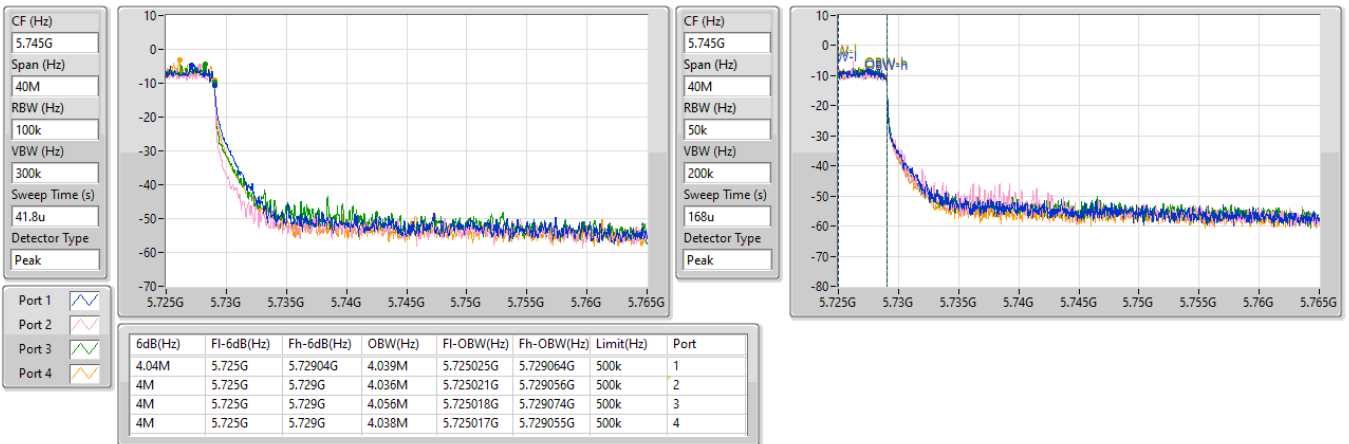 CF (Hz)
5.745G
Span (Hz)
40M
RBW (Hz)
100k
VBW (Hz)
300k
Sweep Time (s)
41.8u
Detector Type
Peak
10-
0-
-10-
-20-
-30-
-40-
-50-
-60-
-70-
5.725G 5.73G 5.735G 5.74G 5.745G 5.75G 5.755G 5.76G 5.765G
CF (Hz)
5.745G
Span (Hz)
40M
RBW (Hz)
50k
VBW (Hz)
200k
Sweep Time (s)
168u
Detector Type
Peak
10-
0-
-10-
-20-
-30-
-40-
-50-
-60-
-70-
-80-
W-l
OBW-h
5.725G 5.73G 5.735G 5.74G 5.745G 5.75G 5.755G 5.76G 5.765G
Port 1
Port 2
Port 3
Port 4
6dB(Hz) Fl-6dB(Hz) Fh-6dB(Hz) OBW(Hz) Fl-OBW(Hz) Fh-OBW(Hz) Limit(Hz) Port
4.04M 5.725G 5.72904G 4.039M 5.725025G 5.729064G 500k 1
4M 5.725G 5.729G 4.036M 5.725021G 5.729056G 500k 2
4M 5.725G 5.729G 4.056M 5.725018G 5.729074G 500k 3
4M 5.725G 5.729G 4.038M 5.725017G 5.729055G 500k 4